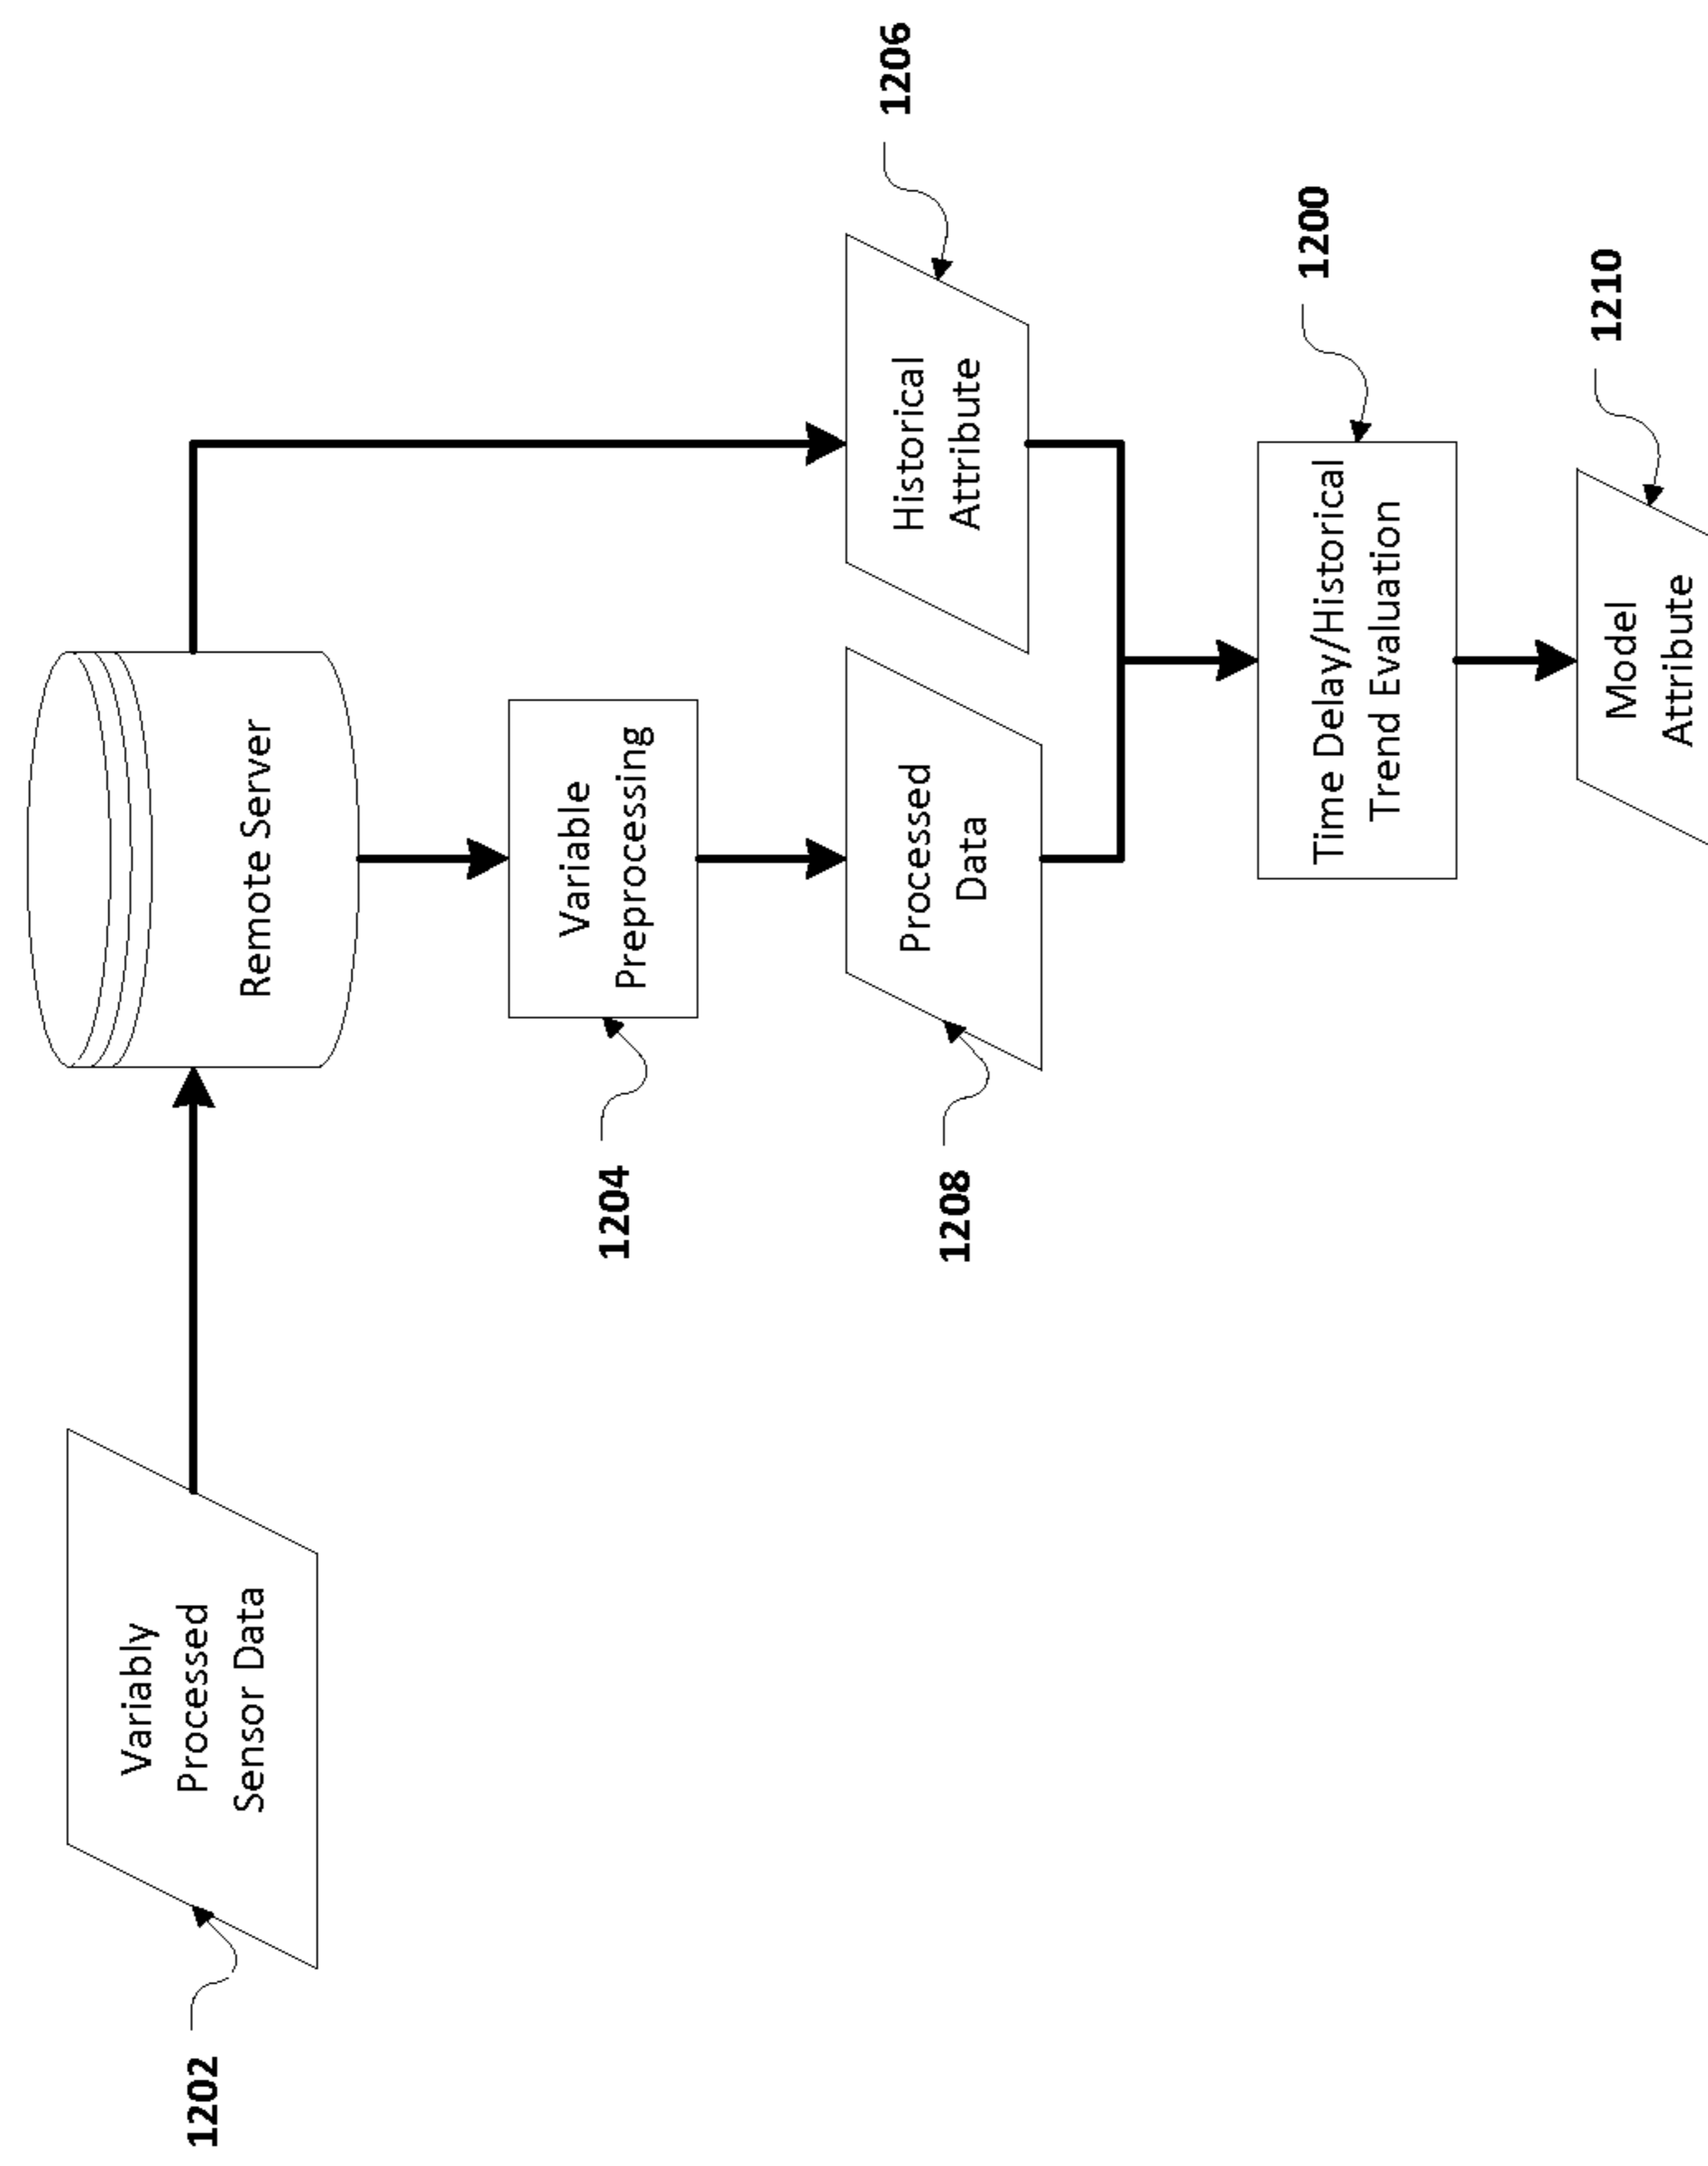 1202
Variably
Processed
Sensor Data
Remote Server
1204
Variable
Preprocessing
1208
Processed
Data
Historical
Attribute
1206
Time Delay/Historical
Trend Evaluation
1200
Model
Attribute
1210